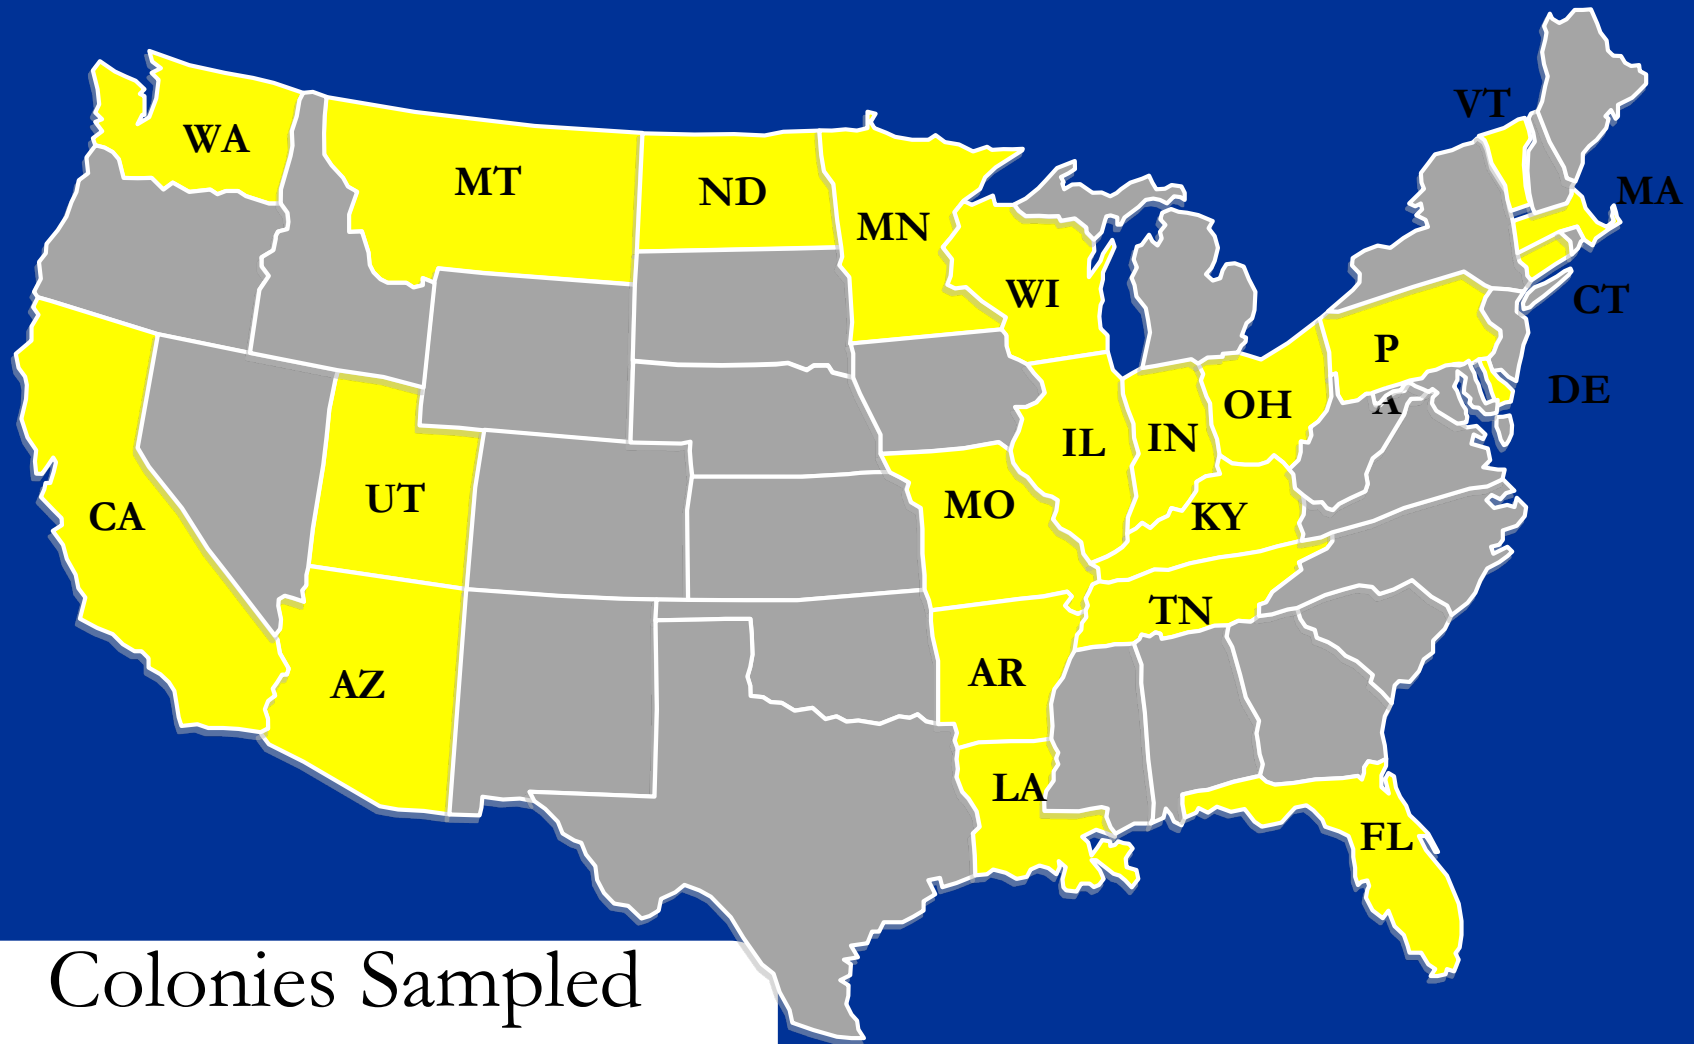 VT
WA
MT
ND
MA
MN
WI
CT
P
A
DE
OH
IL
IN
UT
MO
CA
KY
TN
AR
AZ
LA
FL
Colonies Sampled